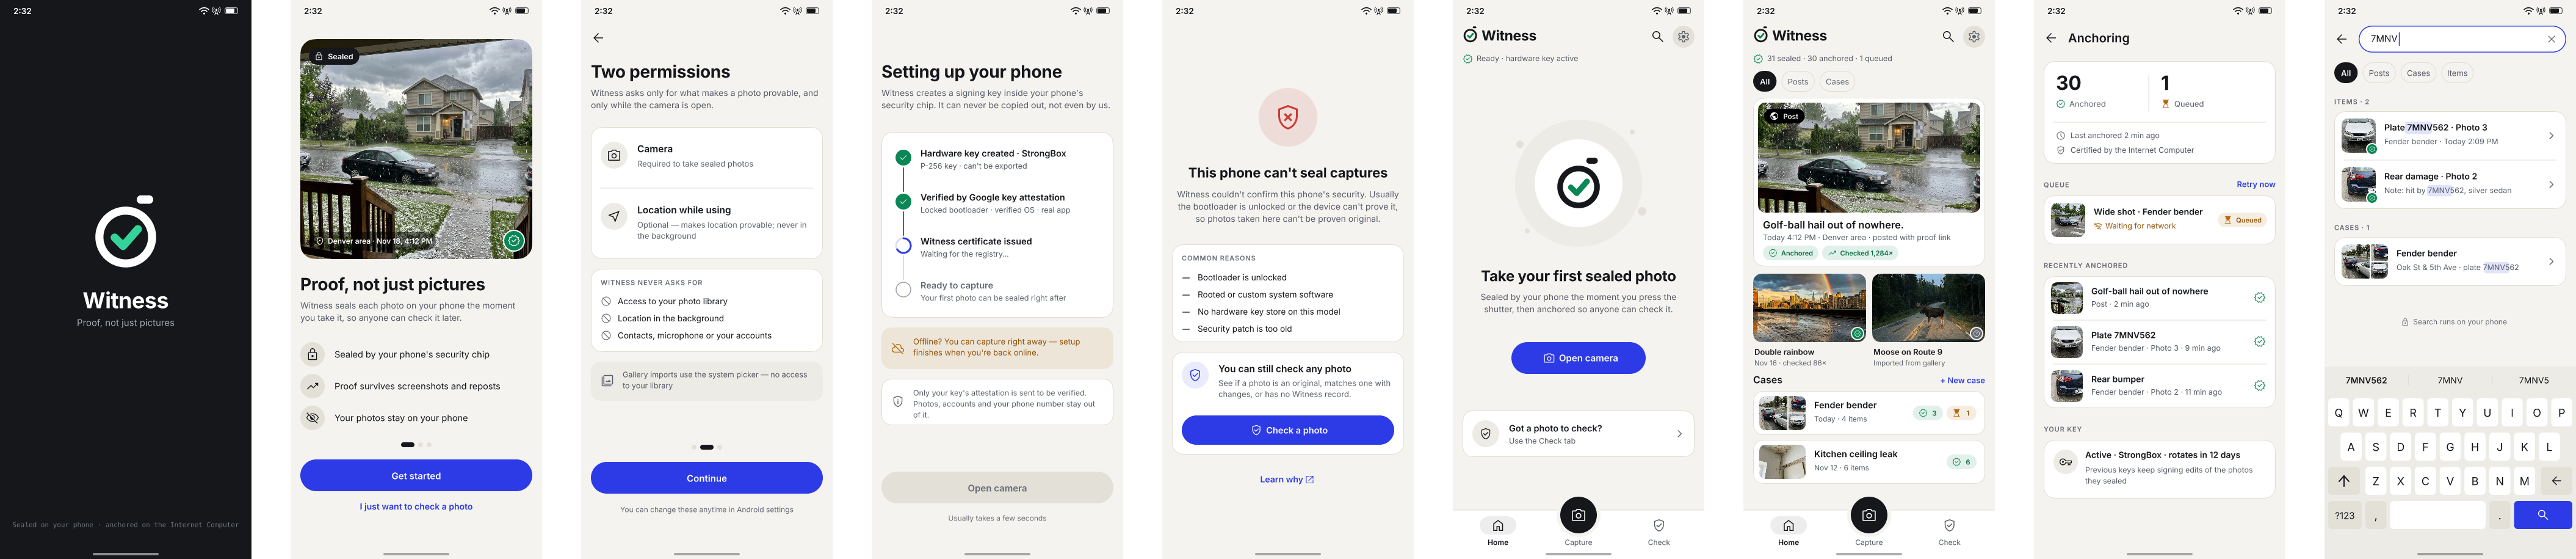 2:32
Witness
Proof, not just pictures
Sealed on your phone · anchored on the Internet Computer
2:32
Sealed
Denver area · Nov 18, 4:12 PM
Proof, not just pictures
Witness seals each photo on your phone the moment
you take it, so anyone can check it later.
Sealed by your phone's security chip
Proof survives screenshots and reposts
Your photos stay on your phone
Get started
I just want to check a photo
2:32
Two permissions
Witness asks only for what makes a photo provable, and
only while the camera is open.
Camera
Required to take sealed photos
Location while using
Optional — makes location provable; never in
the background
WITNESS NEVER ASKS FOR
Access to your photo library
Location in the background
Contacts, microphone or your accounts
Gallery imports use the system picker — no access
to your library
Continue
You can change these anytime in Android settings
2:32
Setting up your phone
Witness creates a signing key inside your phone's
security chip. It can never be copied out, not even by us.
Hardware key created · StrongBox
P-256 key · can't be exported
Verified by Google key attestation
Locked bootloader · verified OS · real app
Witness certificate issued
Waiting for the registry...
Ready to capture
Your first photo can be sealed right after
Offline? You can capture right away — setup
finishes when you're back online.
Only your key's attestation is sent to be verified.
Photos, accounts and your phone number stay out
of it.
Open camera
Usually takes a few seconds
2:32
This phone can't seal captures
Witness couldn't confirm this phone's security. Usually
the bootloader is unlocked or the device can't prove it,
so photos taken here can't be proven original.
COMMON REASONS
— Bootloader is unlocked
— Rooted or custom system software
— No hardware key store on this model
— Security patch is too old
You can still check any photo
See if a photo is an original, matches one with
changes, or has no Witness record.
Check a photo
Learn why
2:32
Witness
Ready · hardware key active
Take your first sealed photo
Sealed by your phone the moment you press the
shutter, then anchored so anyone can check it.
Open camera
Got a photo to check?
Use the Check tab
Home
Capture
Check
2:32
Witness
31 sealed · 30 anchored · 1 queued
All
Posts
Cases
Post
Golf-ball hail out of nowhere.
Today 4:12 PM · Denver area · posted with proof link
Anchored
Checked 1,284×
Double rainbow
Nov 16 · checked 86×
Moose on Route 9
Imported from gallery
Cases
+ New case
Fender bender
Today · 4 items
3
1
Kitchen ceiling leak
Nov 12 · 6 items
6
Home
Capture
Check
2:32
Anchoring
30
Anchored
1
Queued
Last anchored 2 min ago
Certified by the Internet Computer
QUEUE
Retry now
Wide shot · Fender bender
Waiting for network
Queued
RECENTLY ANCHORED
Golf-ball hail out of nowhere
Post · 2 min ago
Plate 7MNV562
Fender bender · Photo 3 · 9 min ago
Rear bumper
Fender bender · Photo 2 · 11 min ago
YOUR KEY
Active · StrongBox · rotates in 12 days
Previous keys keep signing edits of the photos
they sealed
2:32
7MNV
All
Posts
Cases
Items
ITEMS · 2
Plate 7MNV562 · Photo 3
Fender bender · Today 2:09 PM
Rear damage · Photo 2
Note: hit by 7MNV562, silver sedan
CASES · 1
Fender bender
Oak St & 5th Ave · plate 7MNV562
Search runs on your phone
7MNV562
7MNV
7MNV5
Q W E R T Y U I O P
A S D F G H J K L
Z X C V B N M
?123 , .